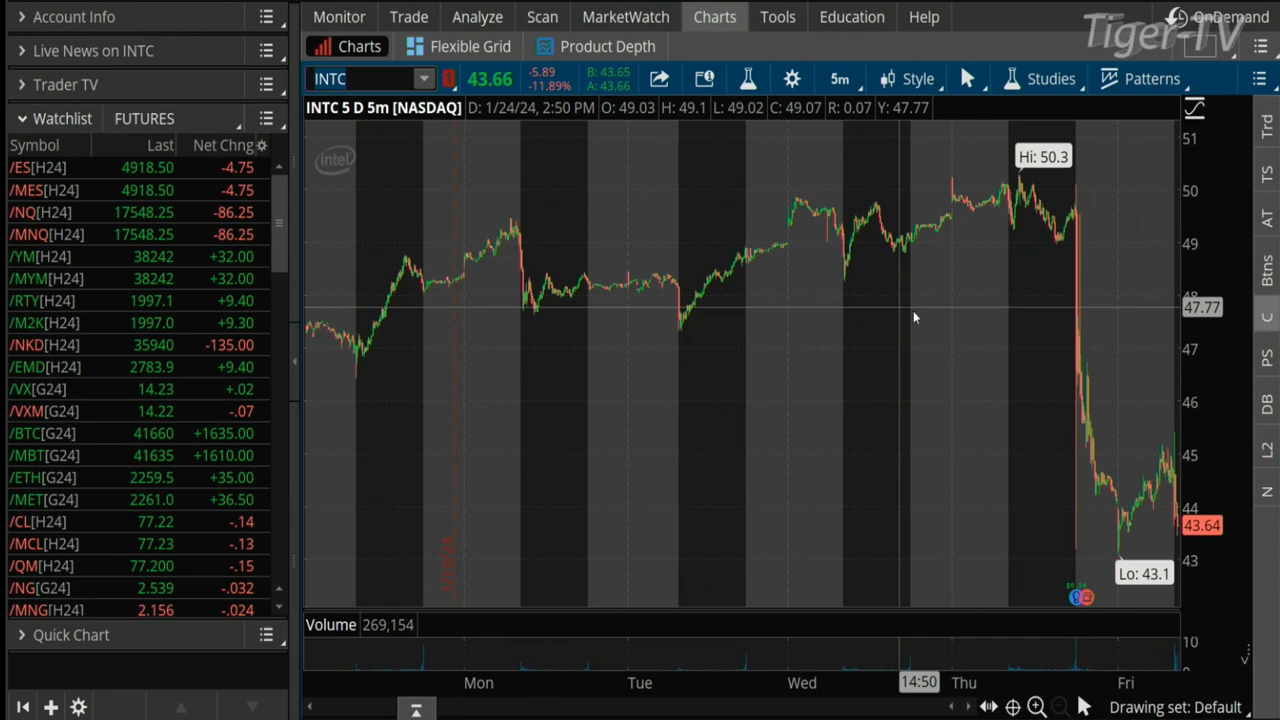 Account Info
Live News on INTC
Trader TV
Watchlist FUTURES
Symbol Last Net Chng
/ES[H24] 4918.50 -4.75
/MES[H24] 4918.50 -4.75
/NQ[H24] 17548.25 -86.25
/MNQ[H24] 17548.25 -86.25
/YM[H24] 38242 +32.00
/MYM[H24] 38242 +32.00
/RTY[H24] 1997.1 +9.40
/M2K[H24] 1997.0 +9.30
/NKD[H24] 35940 -135.00
/EMD[H24] 2783.9 +9.40
/VX[G24] 14.23 +.02
/VXM[G24] 14.22 -.07
/BTC[G24] 41660 +1635.00
/MBT[G24] 41635 +1610.00
/ETH[G24] 2259.5 +35.00
/MET[G24] 2261.0 +36.50
/CL[H24] 77.22 -.14
/MCL[H24] 77.23 -.13
/QM[H24] 77.200 -.15
/NG[G24] 2.539 -.032
/MNG[H24] 2.156 -.024
Quick Chart
Monitor Trade Analyze Scan MarketWatch Charts Tools Education Help
OnDemand
Tiger-TV
Charts Flexible Grid Product Depth
INTC 43.66 -5.89 -11.89% B: 43.65 A: 43.66 5m Style Studies Patterns
INTC 5 D 5m [NASDAQ] D: 1/24/24, 2:50 PM O: 49.03 H: 49.1 L: 49.02 C: 49.07 R: 0.07 Y: 47.77
intel
Hi: 50.3
Lo: 43.1
51
50
49
48
47.77
47
46
45
44
43.64
43
$0.54
Volume 269,154
10
0
Mon Tue Wed 14:50 Thu Fri
Drawing set: Default
Trd
TS
AT
Btns
C
PS
DB
L2
N